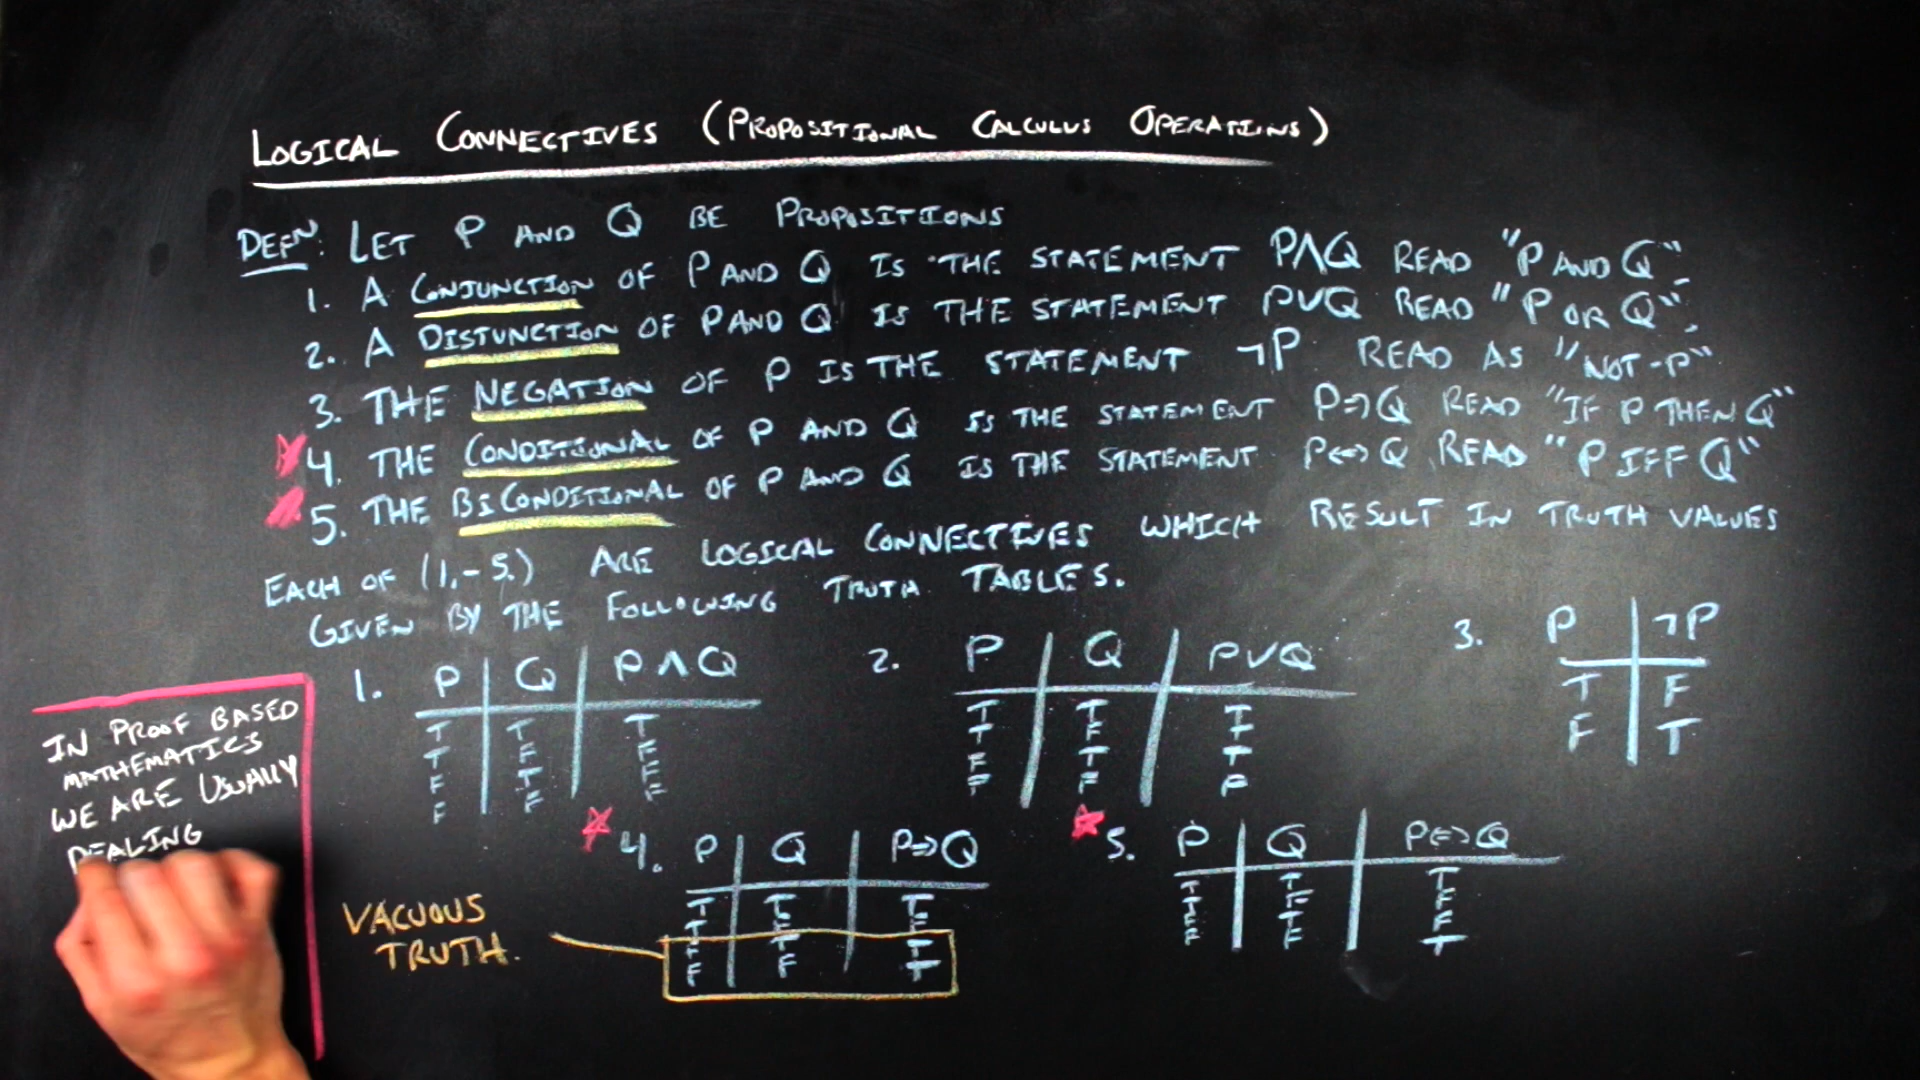 LOGICAL CONNECTIVES (PROPOSITIONAL CALCULUS OPERATIONS)
DEFN: LET P AND Q BE PROPOSITIONS
1. A CONJUNCTION OF P AND Q IS THE STATEMENT P∧Q READ "P AND Q".
2. A DISJUNCTION OF P AND Q IS THE STATEMENT P∨Q READ "P OR Q".
3. THE NEGATION OF P IS THE STATEMENT ¬P READ AS "NOT-P"
4. THE CONDITIONAL OF P AND Q IS THE STATEMENT P⇒Q READ "IF P THEN Q"
5. THE BICONDITIONAL OF P AND Q IS THE STATEMENT P⇔Q READ "P IFF Q"
EACH OF (1.-5.) ARE LOGICAL CONNECTIVES WHICH RESULT IN TRUTH VALUES
GIVEN BY THE FOLLOWING TRUTH TABLES.
1. P Q P∧Q
T T T
T F F
F T F
F F F
2. P Q P∨Q
T T T
T F T
F T T
F F F
3. P ¬P
T F
F T
4. P Q P⇒Q
T T T
T F F
F T T
F F T
5. P Q P⇔Q
T T T
T F F
F T F
F F T
VACUOUS
TRUTH.
IN PROOF BASED
MATHEMATICS
WE ARE USUALLY
DEALING